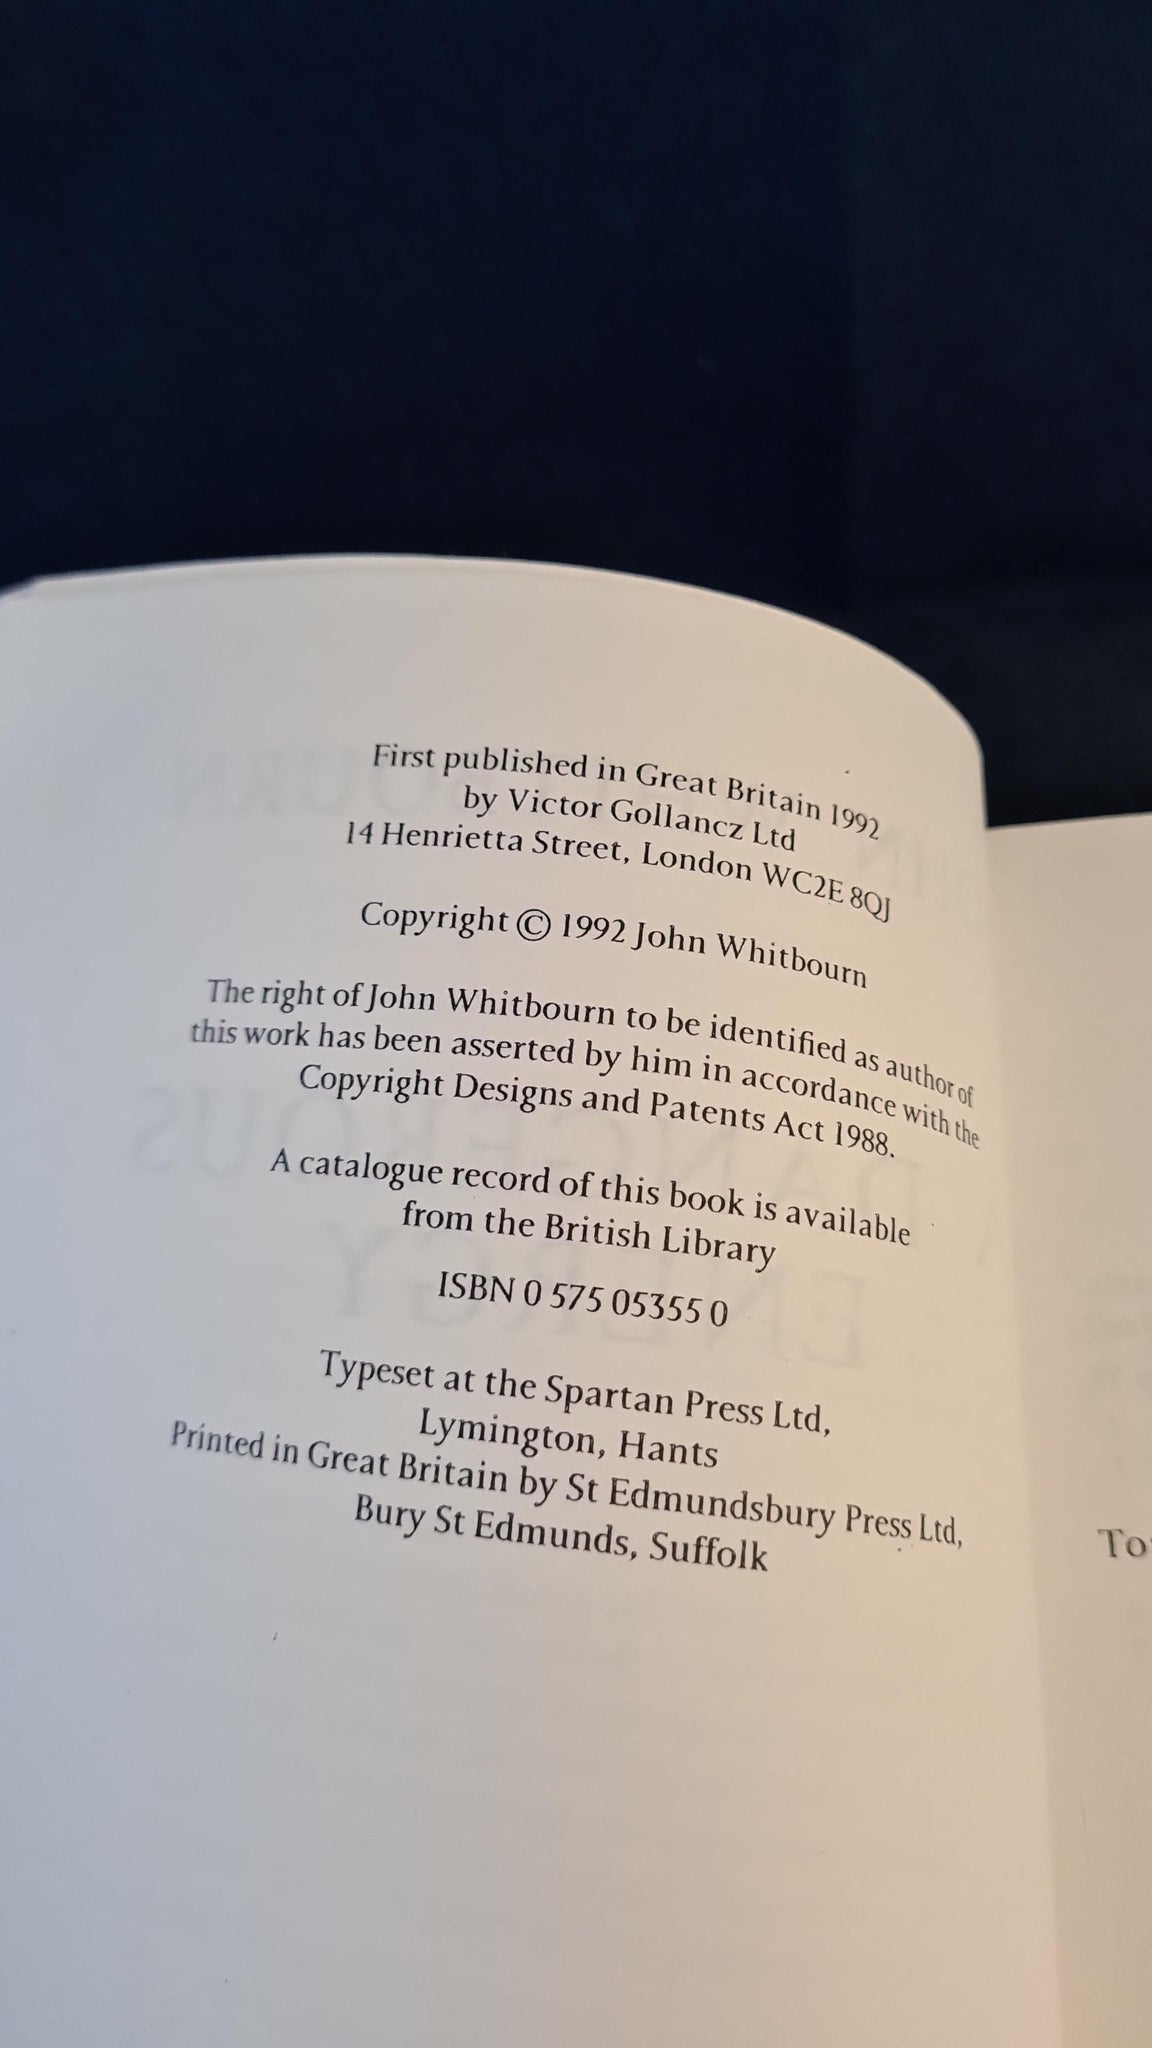 First published in Great Britain 1992
by Victor Gollancz Ltd
14 Henrietta Street, London WC2E 8QJ
Copyright © 1992 John Whitbourn
The right of John Whitbourn to be identified as author of
this work has been asserted by him in accordance with the
Copyright Designs and Patents Act 1988.
A catalogue record of this book is available
from the British Library
ISBN 0 575 05355 0
Typeset at the Spartan Press Ltd,
Lymington, Hants
Printed in Great Britain by St Edmundsbury Press Ltd,
Bury St Edmunds, Suffolk
To